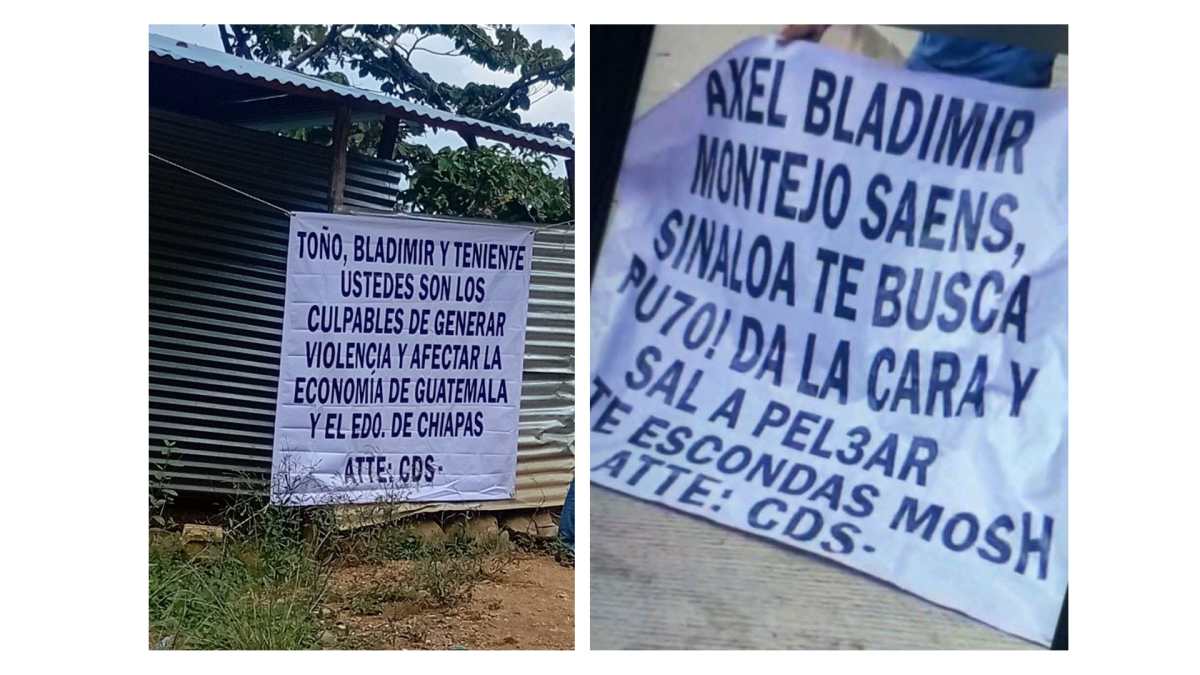 TOÑO, BLADIMIR Y TENIENTE
USTEDES SON LOS
CULPABLES DE GENERAR
VIOLENCIA Y AFECTAR LA
ECONOMÍA DE GUATEMALA
Y EL EDO. DE CHIAPAS
ATTE: CDS-
AXEL BLADIMIR
MONTEJO SAENS,
SINALOA TE BUSCA
PU70! DA LA CARA Y
SAL A PEL3AR
TE ESCONDAS MOSH
ATTE: CDS-